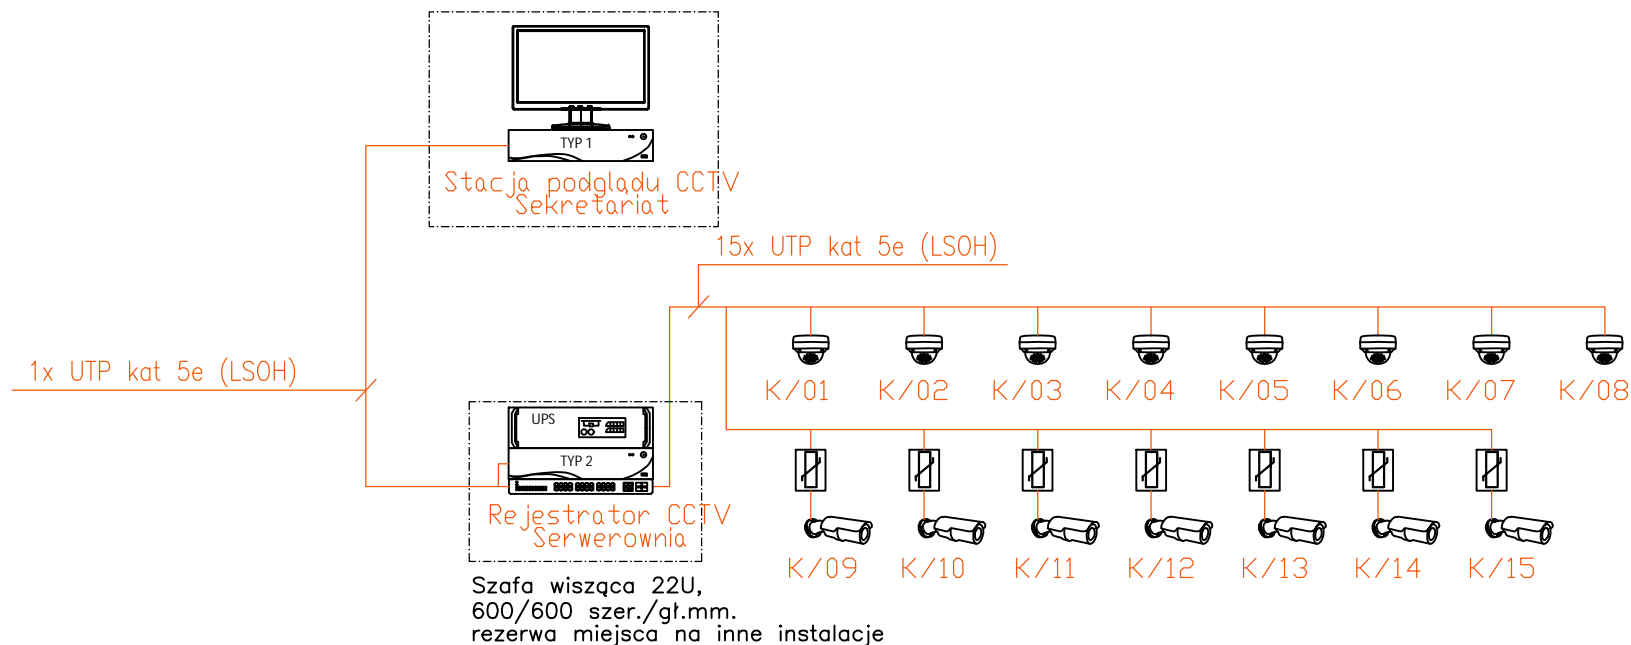 TYP 1
Stacja podglądu CCTV
Sekretariat
15x UTP kat 5e (LSOH)
1x UTP kat 5e (LSOH)
K/01 K/02 K/03 K/04 K/05 K/06 K/07 K/08
UPS
TYP 2
Rejestrator CCTV
Serwerownia
K/09 K/10 K/11 K/12 K/13 K/14 K/15
Szafa wisząca 22U,
600/600 szer./gł.mm.
rezerwa miejsca na inne instalacje